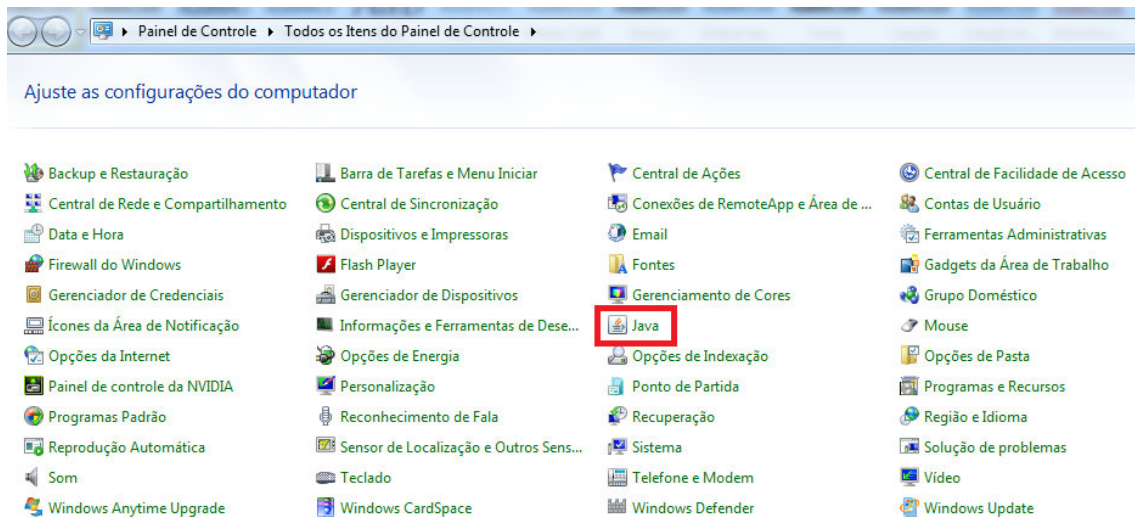 Painel de Controle ▸ Todos os Itens do Painel de Controle ▸
Ajuste as configurações do computador
Backup e Restauração
Barra de Tarefas e Menu Iniciar
Central de Ações
Central de Facilidade de Acesso
Central de Rede e Compartilhamento
Central de Sincronização
Conexões de RemoteApp e Área de ...
Contas de Usuário
Data e Hora
Dispositivos e Impressoras
Email
Ferramentas Administrativas
Firewall do Windows
Flash Player
Fontes
Gadgets da Área de Trabalho
Gerenciador de Credenciais
Gerenciador de Dispositivos
Gerenciamento de Cores
Grupo Doméstico
Ícones da Área de Notificação
Informações e Ferramentas de Dese...
Java
Mouse
Opções da Internet
Opções de Energia
Opções de Indexação
Opções de Pasta
Painel de controle da NVIDIA
Personalização
Ponto de Partida
Programas e Recursos
Programas Padrão
Reconhecimento de Fala
Recuperação
Região e Idioma
Reprodução Automática
Sensor de Localização e Outros Sens...
Sistema
Solução de problemas
Som
Teclado
Telefone e Modem
Vídeo
Windows Anytime Upgrade
Windows CardSpace
Windows Defender
Windows Update